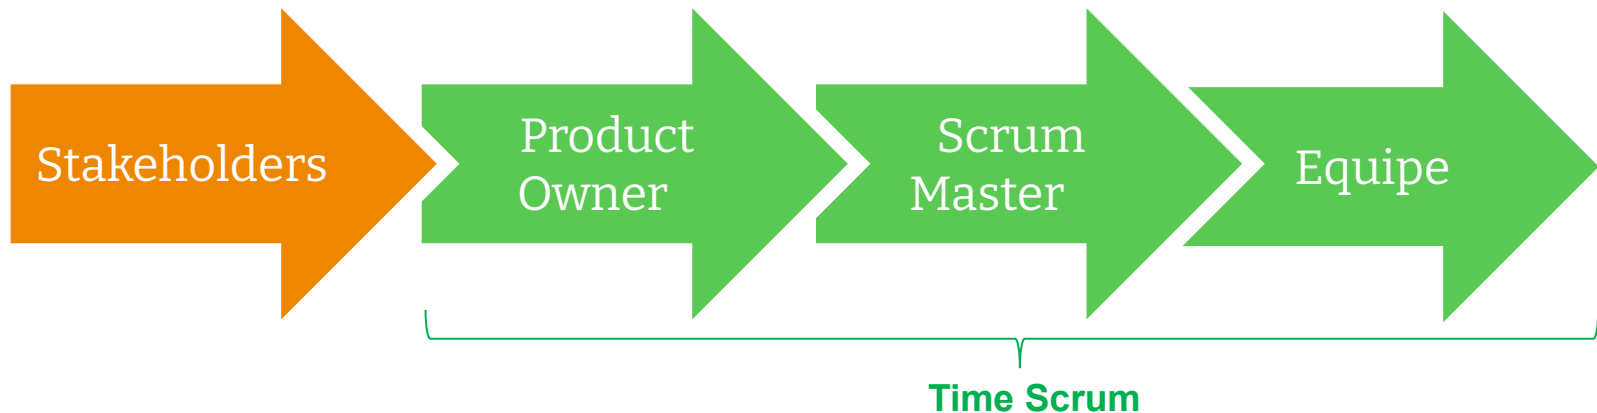 Stakeholders
Product
Owner
Scrum
Master
Equipe
Time Scrum